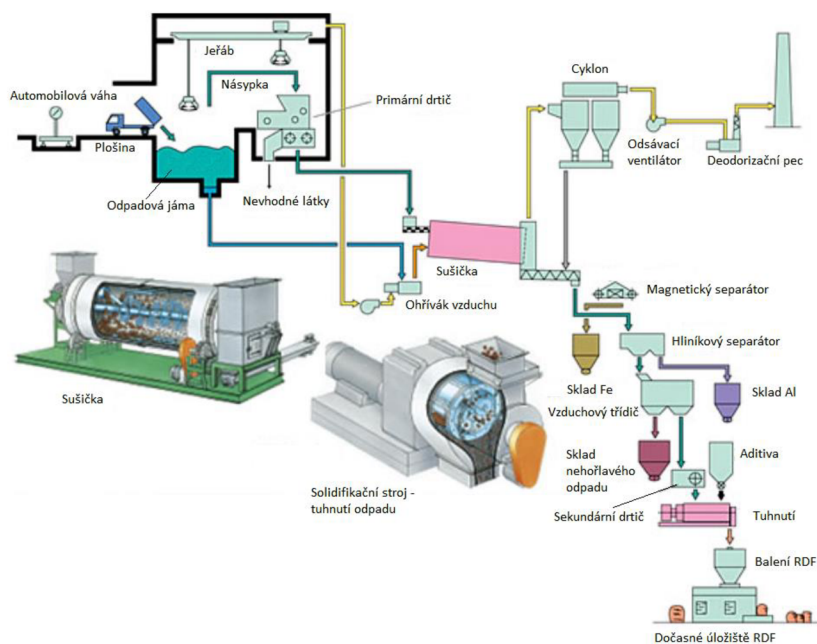 Jeřáb
Násypka
Automobilová váha
Plošina
Primární drtič
Odpadová jáma
Nevhodné látky
Cyklon
Odsávací
ventilátor
Deodorizační pec
Sušička
Ohřívák vzduchu
Magnetický separátor
Hliníkový separátor
Sklad Fe
Sklad Al
Vzduchový třídič
Sušička
Sklad
nehořlavého
odpadu
Aditiva
Solidifikační stroj -
tuhnutí odpadu
Sekundární drtič
Tuhnutí
Balení RDF
Dočasné úložiště RDF